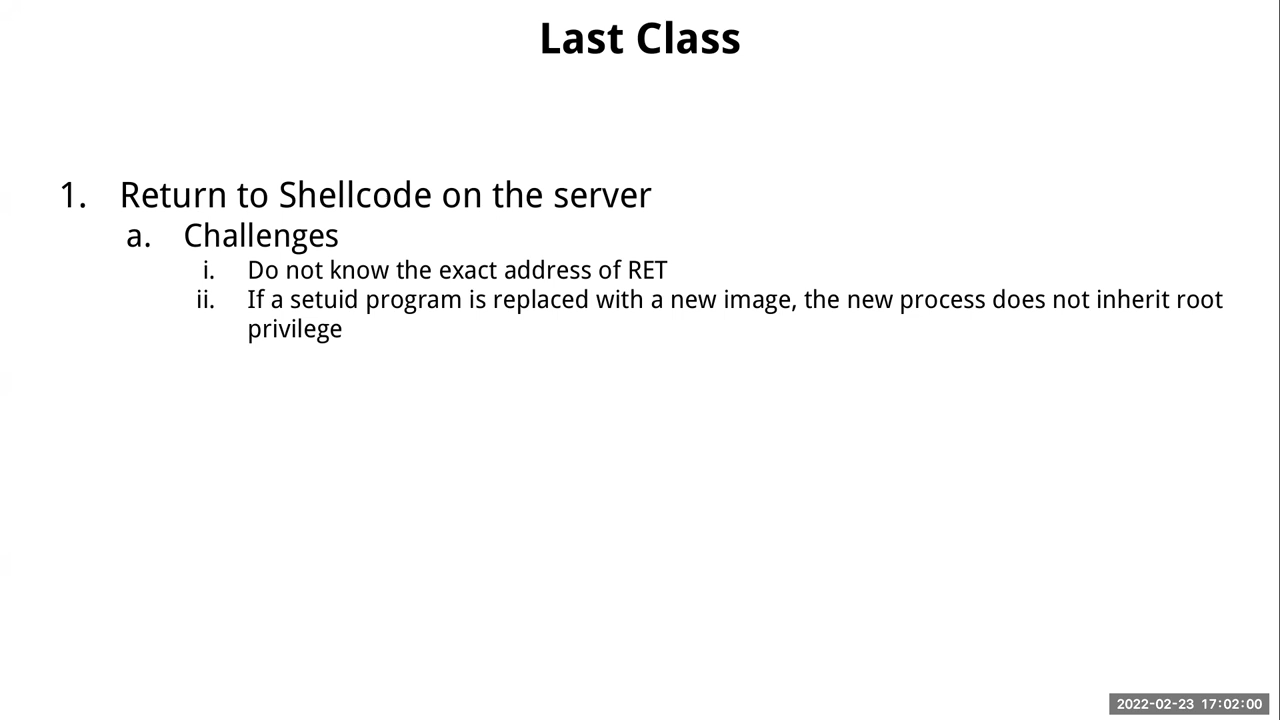 Last Class
1. Return to Shellcode on the server
a. Challenges
i. Do not know the exact address of RET
ii. If a setuid program is replaced with a new image, the new process does not inherit root
privilege
2022-02-23 17:02:00